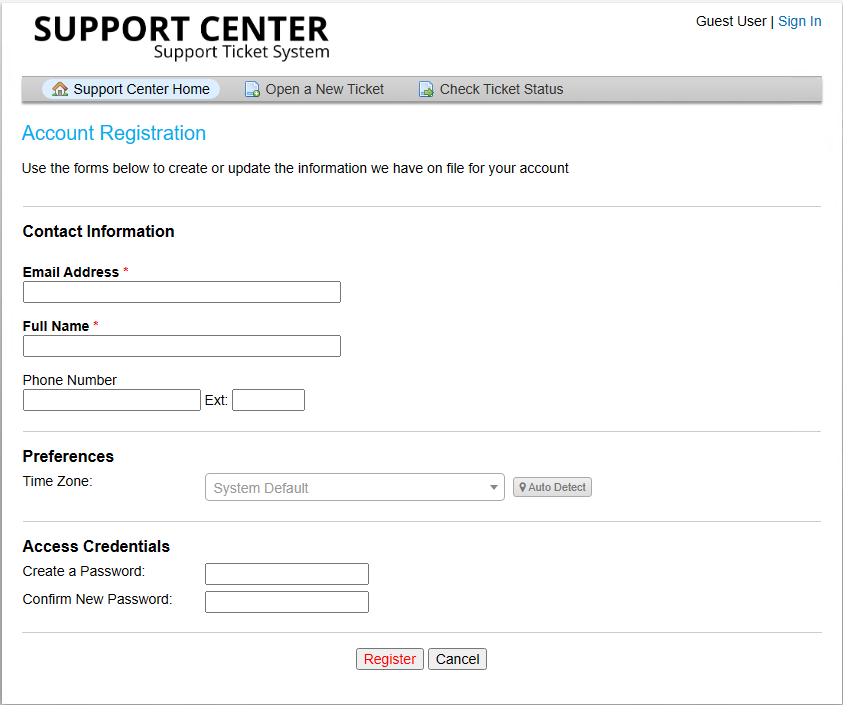 SUPPORT CENTER
Support Ticket System
Guest User | Sign In
Support Center Home Open a New Ticket Check Ticket Status
Account Registration
Use the forms below to create or update the information we have on file for your account
Contact Information
Email Address *
Full Name *
Phone Number
Ext:
Preferences
Time Zone: System Default Auto Detect
Access Credentials
Create a Password:
Confirm New Password:
Register Cancel